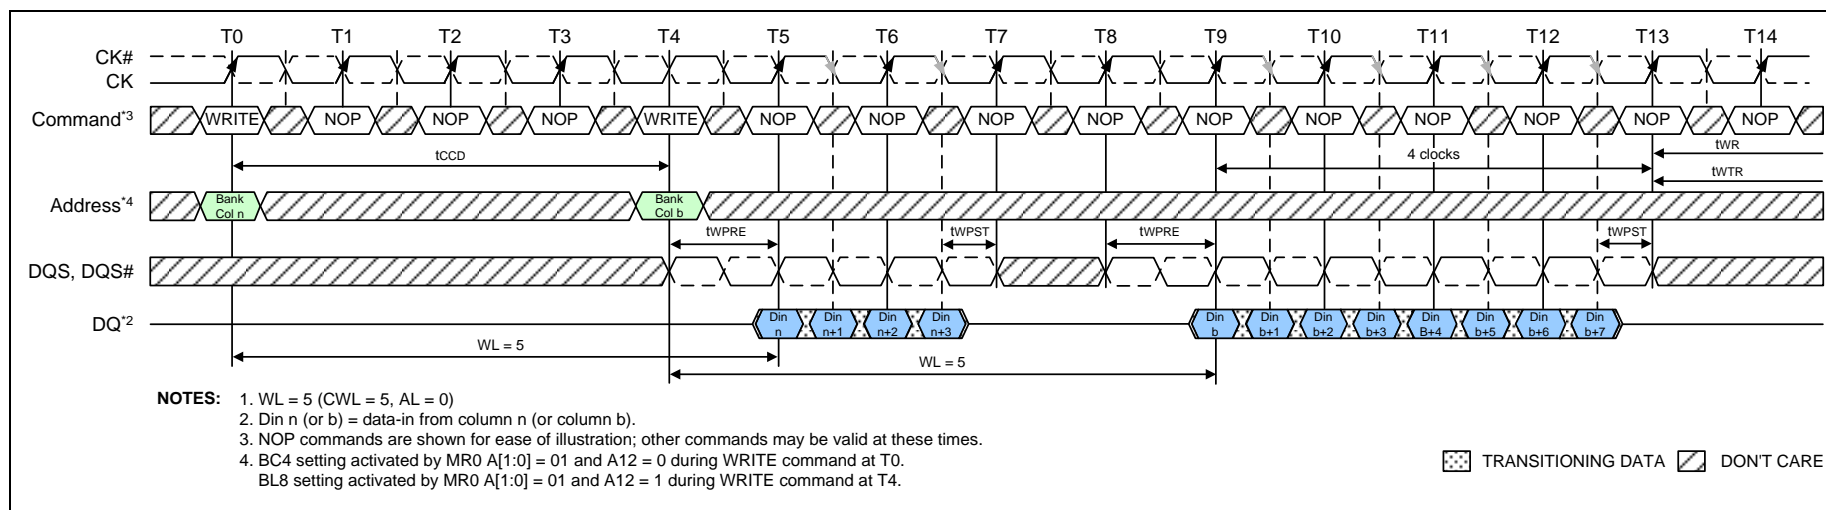 T0 T1 T2 T3 T4 T5 T6 T7 T8 T9 T10 T11 T12 T13 T14
CK#
CK
Command*3 WRITE NOP NOP NOP WRITE NOP NOP NOP NOP NOP NOP NOP NOP NOP NOP
tCCD 4 clocks tWR
tWTR
Address*4 Bank Col n Bank Col b
tWPRE tWPST tWPRE tWPST
DQS, DQS#
DQ*2 Din n Din n+1 Din n+2 Din n+3 Din b Din b+1 Din b+2 Din b+3 Din B+4 Din b+5 Din b+6 Din b+7
WL = 5
WL = 5
NOTES: 1. WL = 5 (CWL = 5, AL = 0)
2. Din n (or b) = data-in from column n (or column b).
3. NOP commands are shown for ease of illustration; other commands may be valid at these times.
4. BC4 setting activated by MR0 A[1:0] = 01 and A12 = 0 during WRITE command at T0.
BL8 setting activated by MR0 A[1:0] = 01 and A12 = 1 during WRITE command at T4.
TRANSITIONING DATA DON'T CARE